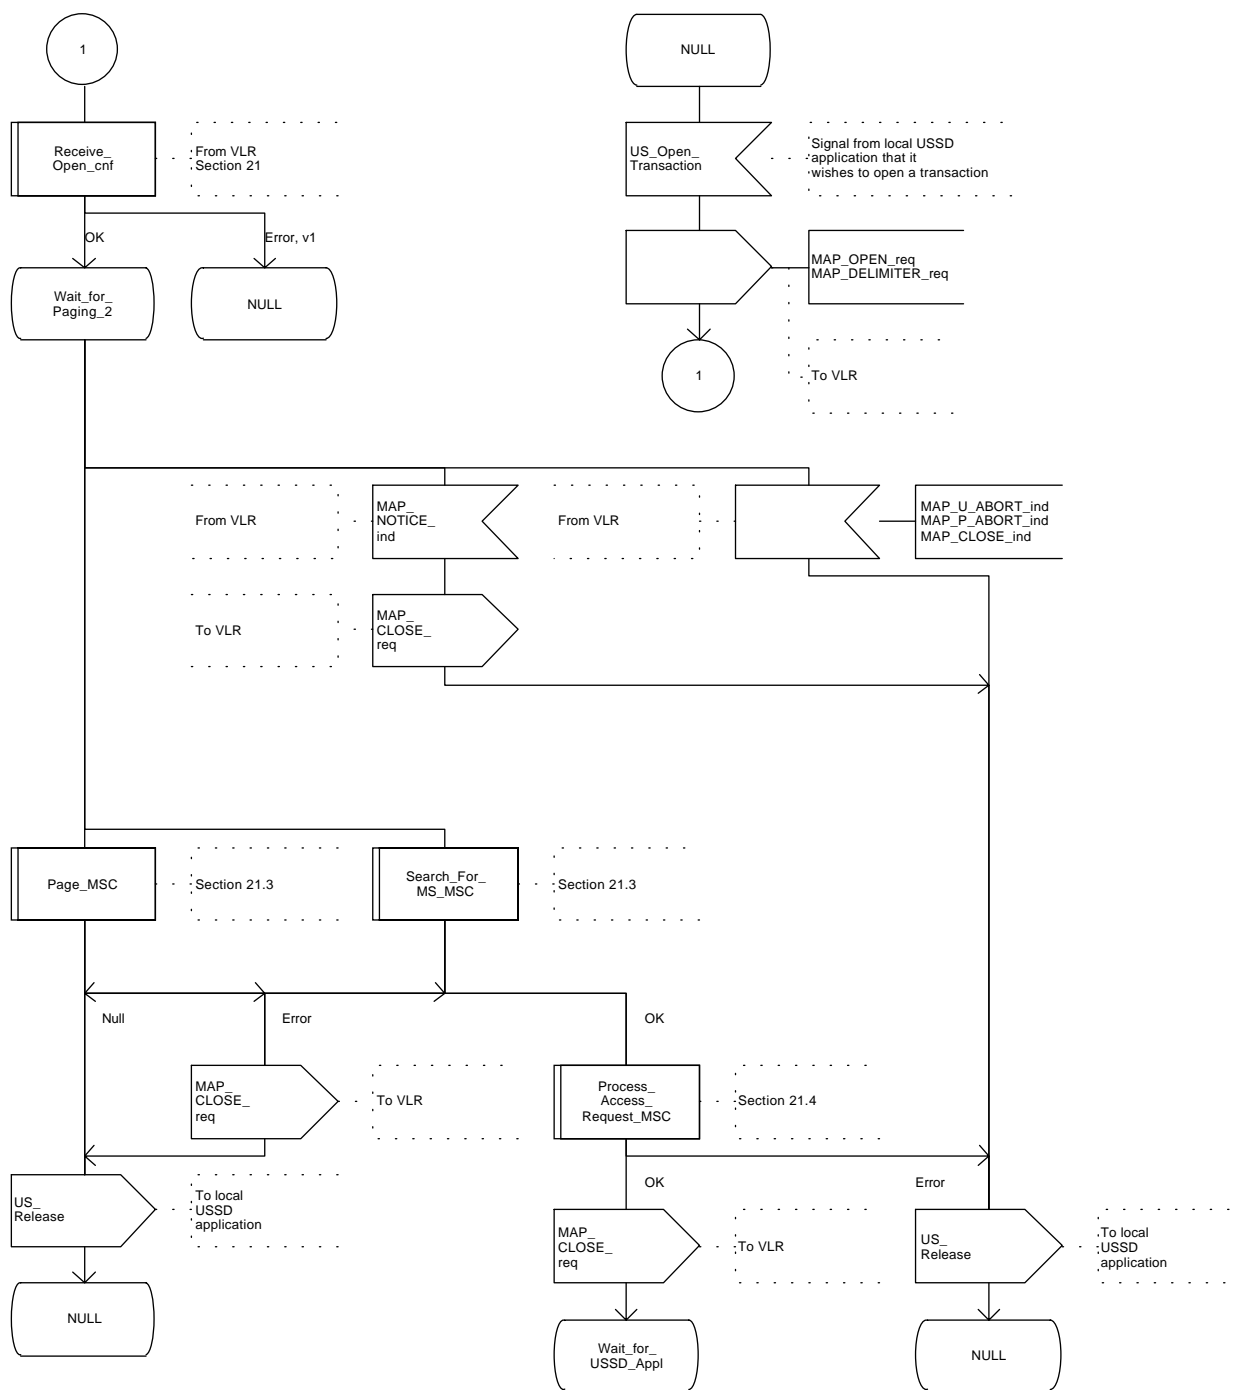 1
NULL
Receive_
Open_cnf
From VLR
Section 21
US_Open_
Transaction
Signal from local USSD
application that it
wishes to open a transaction
OK
Error, v1
MAP_OPEN_req
MAP_DELIMITER_req
Wait_for_
Paging_2
NULL
1
To VLR
From VLR
MAP_
NOTICE_
ind
From VLR
MAP_U_ABORT_ind
MAP_P_ABORT_ind
MAP_CLOSE_ind
To VLR
MAP_
CLOSE_
req
Page_MSC
Section 21.3
Search_For_
MS_MSC
Section 21.3
Null
Error
OK
MAP_
CLOSE_
req
To VLR
Process_
Access_
Request_MSC
Section 21.4
US_
Release
To local
USSD
application
OK
Error
MAP_
CLOSE_
req
To VLR
US_
Release
To local
USSD
application
NULL
Wait_for_
USSD_Appl
NULL